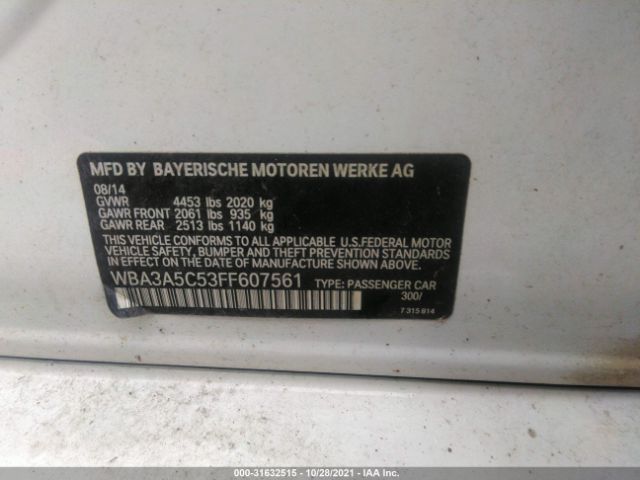 MFD BY BAYERISCHE MOTOREN WERKE AG
08/14
GVWR 4453 lbs 2020 kg
GAWR FRONT 2061 lbs 935 kg
GAWR REAR 2513 lbs 1140 kg
THIS VEHICLE CONFORMS TO ALL APPLICABLE U.S.FEDERAL MOTOR
VEHICLE SAFETY, BUMPER AND THEFT PREVENTION STANDARDS
IN EFFECT ON THE DATE OF MANUFACTURE SHOWN ABOVE.
WBA3A5C53FF607561 TYPE: PASSENGER CAR
300/
7 315 814
000-31632515 - 10/28/2021 - IAA Inc.